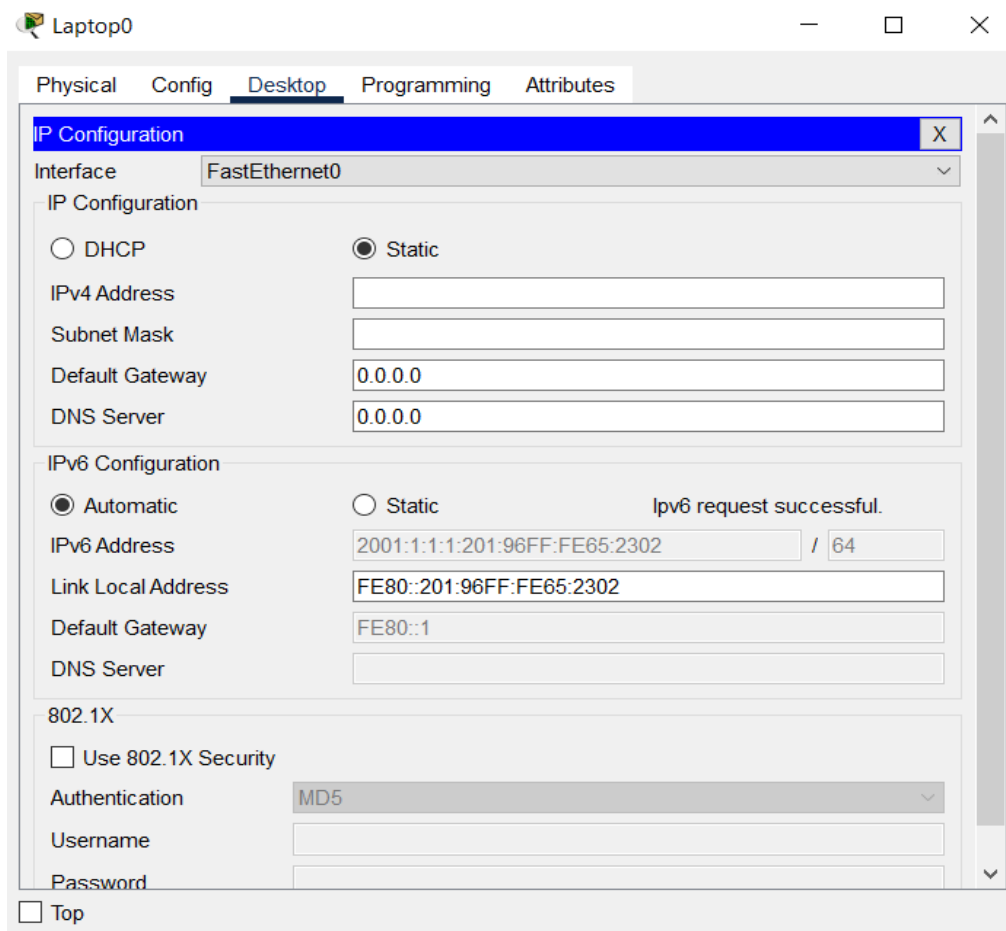 Laptop0
Physical Config Desktop Programming Attributes
IP Configuration X
Interface FastEthernet0
IP Configuration
DHCP Static
IPv4 Address
Subnet Mask
Default Gateway 0.0.0.0
DNS Server 0.0.0.0
IPv6 Configuration
Automatic Static Ipv6 request successful.
IPv6 Address 2001:1:1:1:201:96FF:FE65:2302 / 64
Link Local Address FE80::201:96FF:FE65:2302
Default Gateway FE80::1
DNS Server
802.1X
Use 802.1X Security
Authentication MD5
Username
Password
Top